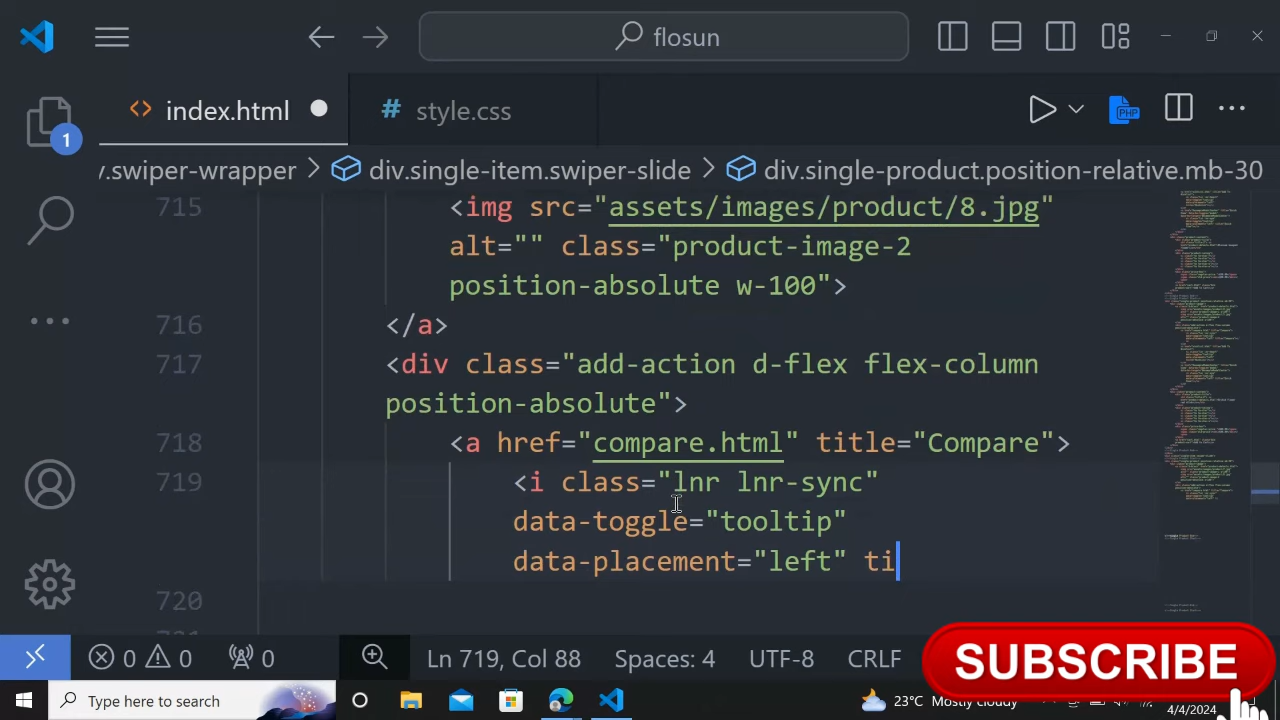 flosun
index.html
style.css
1
PHP
/.swiper-wrapper > div.single-item.swiper-slide > div.single-product.position-relative.mb-30
715 <img src="assets/images/product/8.jpg"
alt="" class="product-image-2
position-absolute w-100">
716 </a>
717 <div class="add-action d-flex flex-column
position-absolute">
718 <a href="compare.html" title="Compare">
719 <i class="lnr lnr-sync"
data-toggle="tooltip"
data-placement="left" ti
720
0 0 0 Ln 719, Col 88 Spaces: 4 UTF-8 CRLF
SUBSCRIBE
Type here to search
23°C Mostly cloudy
4/4/2024